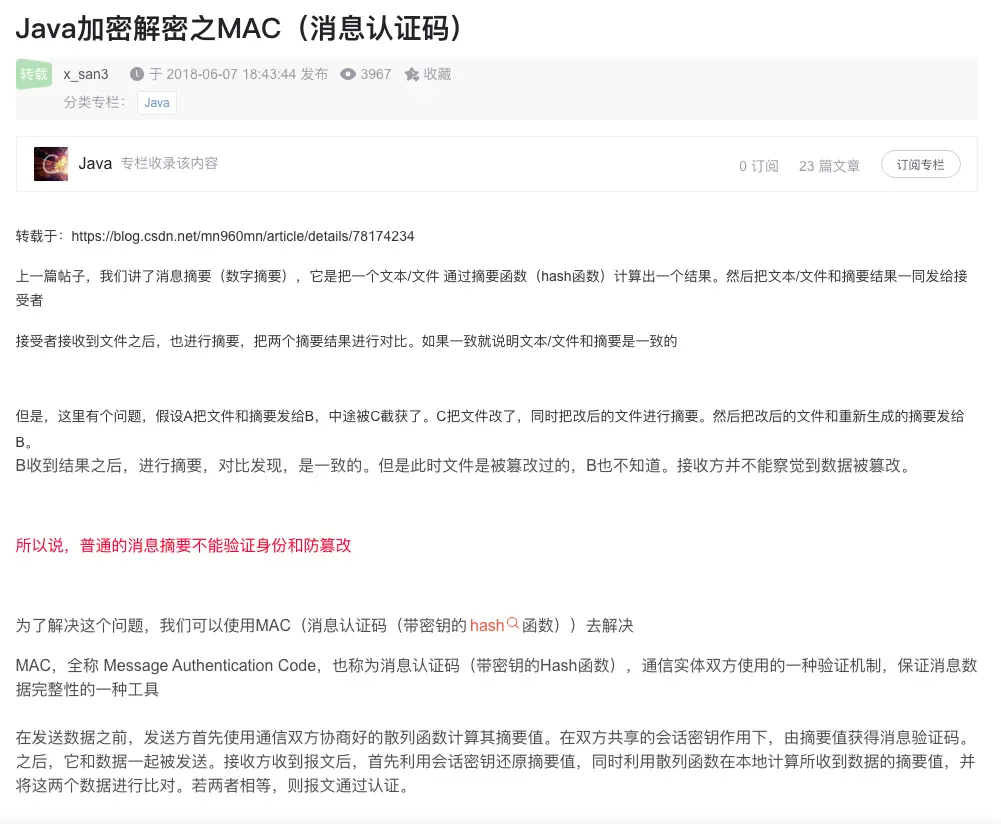 Java加密解密之MAC（消息认证码）
转载 x_san3 于 2018-06-07 18:43:44 发布 3967 收藏
分类专栏： Java
Java 专栏收录该内容 0 订阅 23 篇文章 订阅专栏
转载于：https://blog.csdn.net/mn960mn/article/details/78174234
上一篇帖子，我们讲了消息摘要（数字摘要），它是把一个文本/文件 通过摘要函数（hash函数）计算出一个结果。然后把文本/文件和摘要结果一同发给接
受者
接受者接收到文件之后，也进行摘要，把两个摘要结果进行对比。如果一致就说明文本/文件和摘要是一致的
但是，这里有个问题，假设A把文件和摘要发给B，中途被C截获了。C把文件改了，同时把改后的文件进行摘要。然后把改后的文件和重新生成的摘要发给
B。
B收到结果之后，进行摘要，对比发现，是一致的。但是此时文件是被篡改过的，B也不知道。接收方并不能察觉到数据被篡改。
所以说，普通的消息摘要不能验证身份和防篡改
为了解决这个问题，我们可以使用MAC（消息认证码（带密钥的 hash 函数））去解决
MAC，全称 Message Authentication Code，也称为消息认证码（带密钥的Hash函数），通信实体双方使用的一种验证机制，保证消息数
据完整性的一种工具
在发送数据之前，发送方首先使用通信双方协商好的散列函数计算其摘要值。在双方共享的会话密钥作用下，由摘要值获得消息验证码。
之后，它和数据一起被发送。接收方收到报文后，首先利用会话密钥还原摘要值，同时利用散列函数在本地计算所收到数据的摘要值，并
将这两个数据进行比对。若两者相等，则报文通过认证。